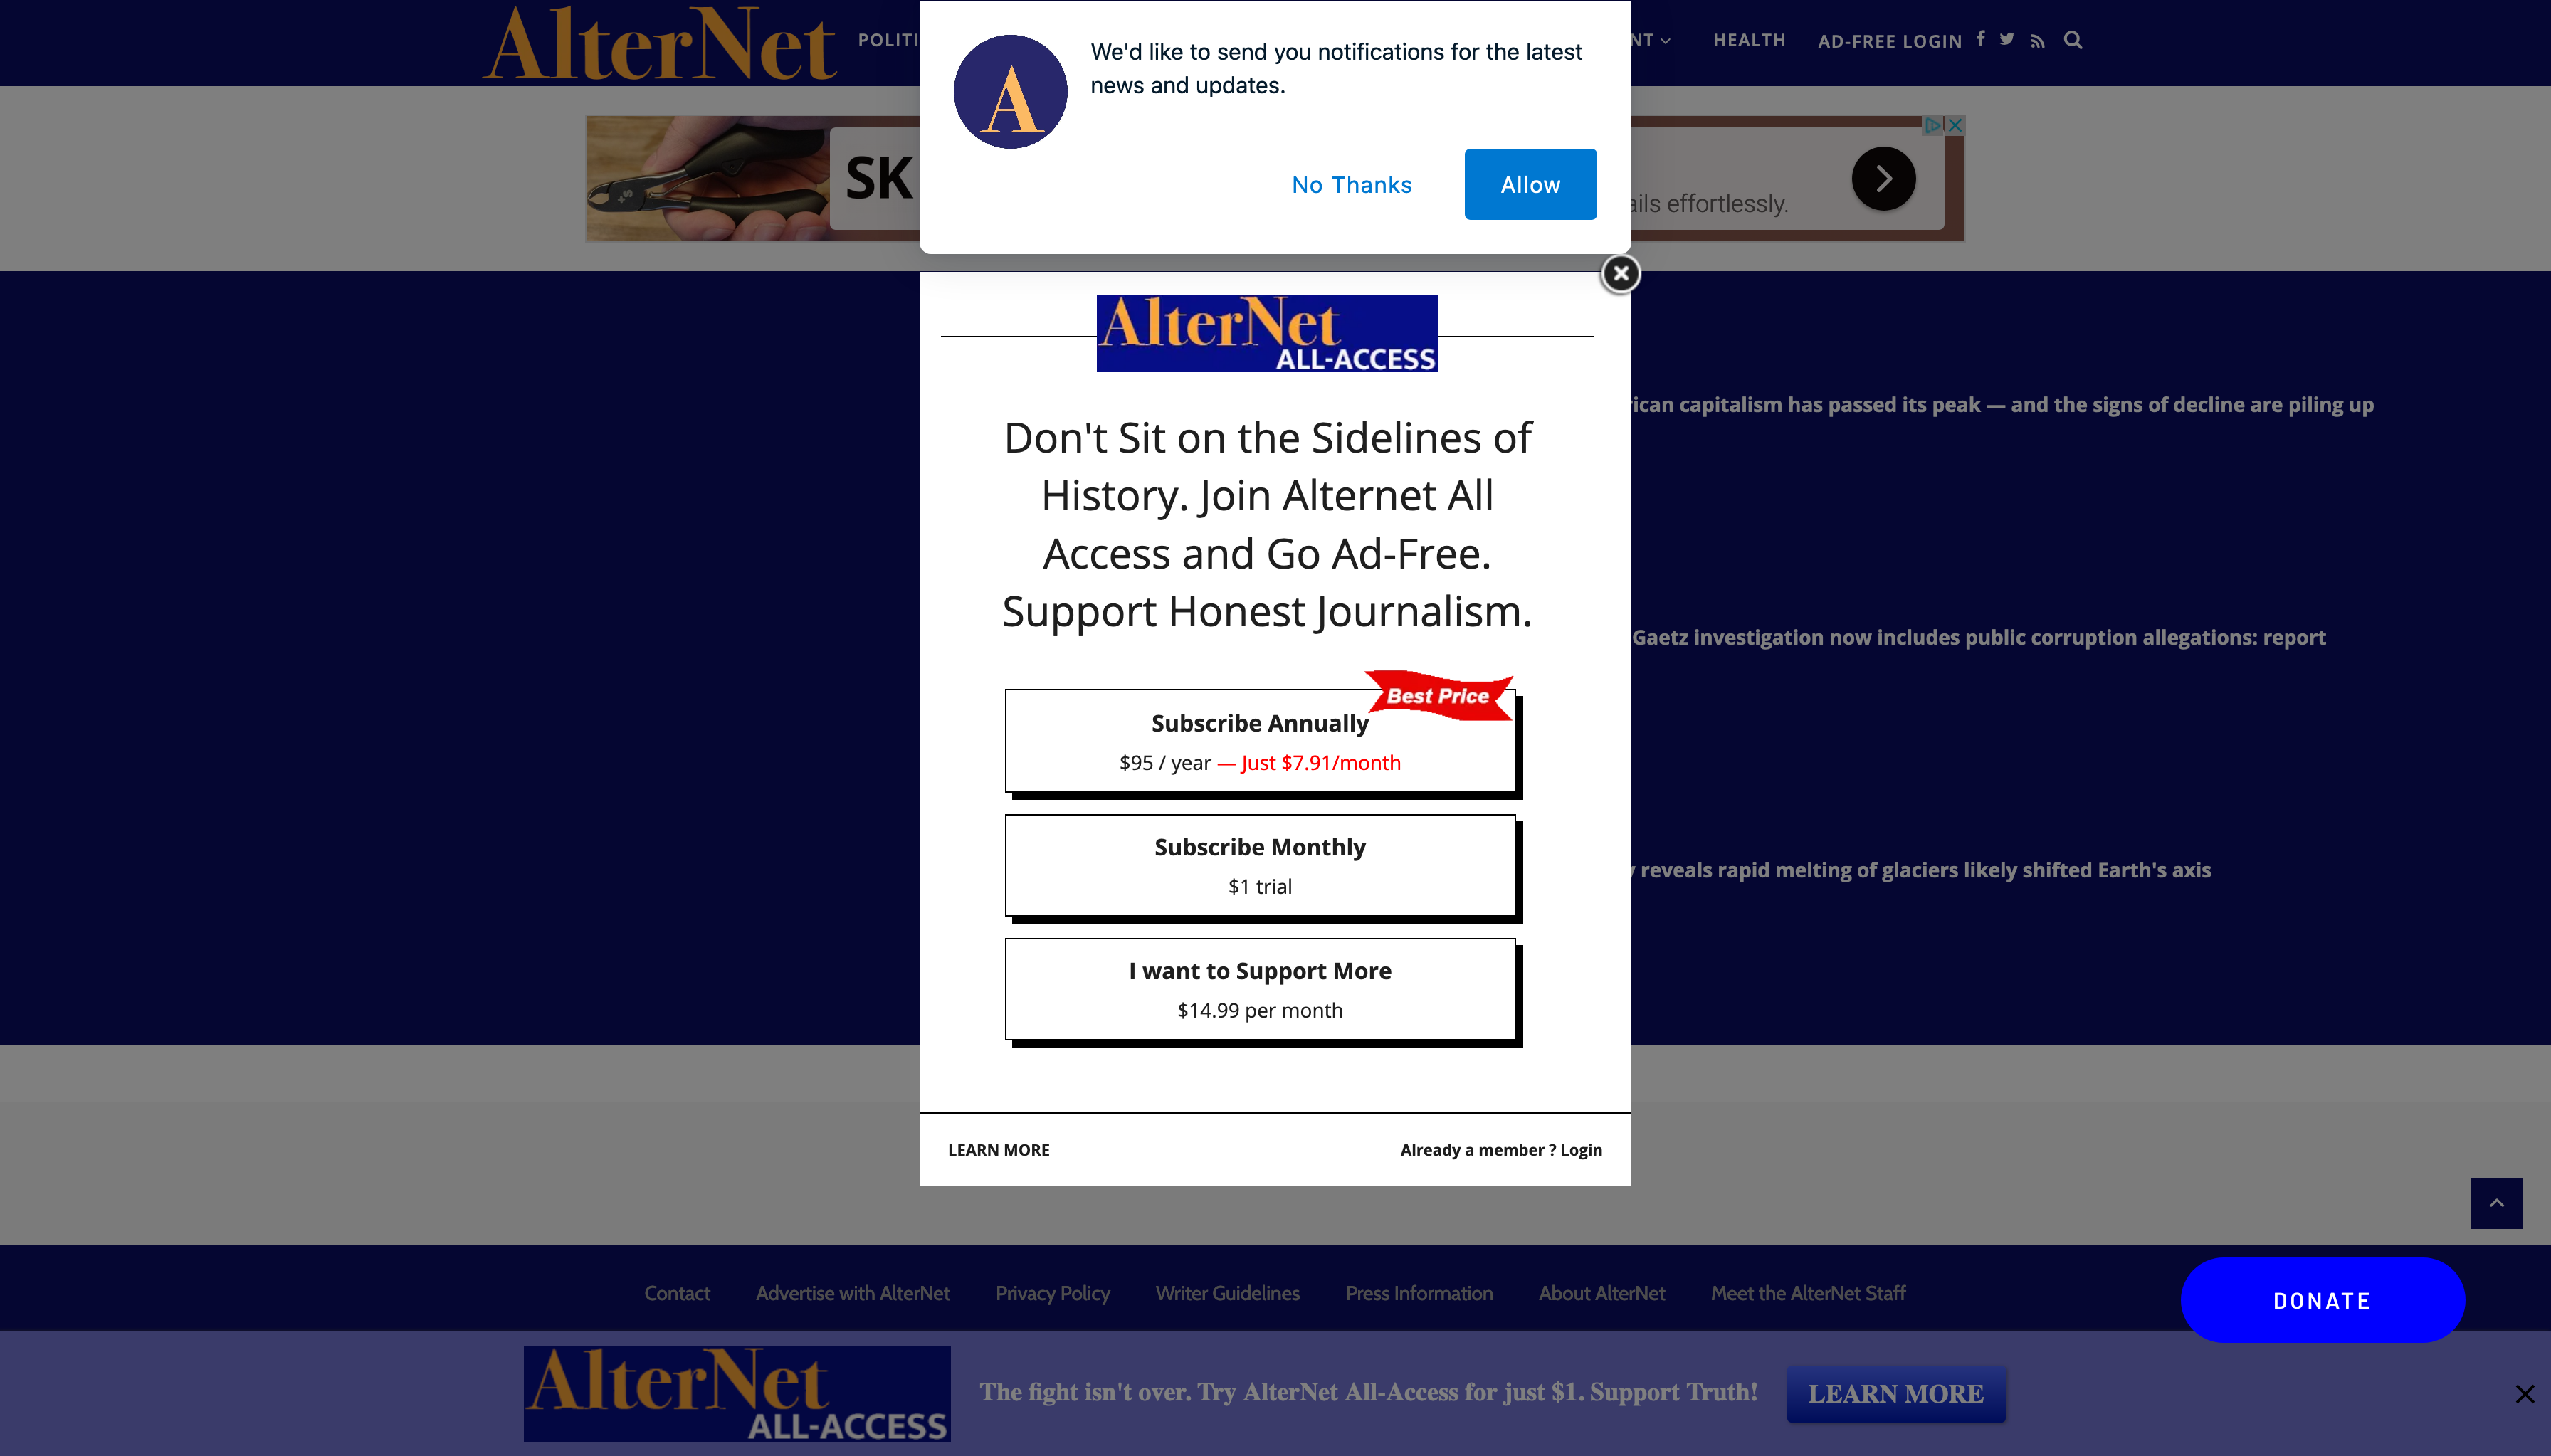 AlterNet
HEALTH
AD-FREE LOGIN
We'd like to send you notifications for the latest
news and updates.
No Thanks
Allow
SK
effortlessly.
AlterNet
ALL-ACCESS
Don't Sit on the Sidelines of
History. Join Alternet All
Access and Go Ad-Free.
Support Honest Journalism.
capitalism has passed its peak — and the signs of decline are piling up
Gaetz investigation now includes public corruption allegations: report
reveals rapid melting of glaciers likely shifted Earth's axis
Best Price
Subscribe Annually
$95 / year — Just $7.91/month
Subscribe Monthly
$1 trial
I want to Support More
$14.99 per month
LEARN MORE
Already a member ? Login
Contact
Advertise with AlterNet
Privacy Policy
Writer Guidelines
Press Information
About AlterNet
Meet the AlterNet Staff
DONATE
AlterNet
ALL-ACCESS
The fight isn't over. Try AlterNet All-Access for just $1. Support Truth!
LEARN MORE